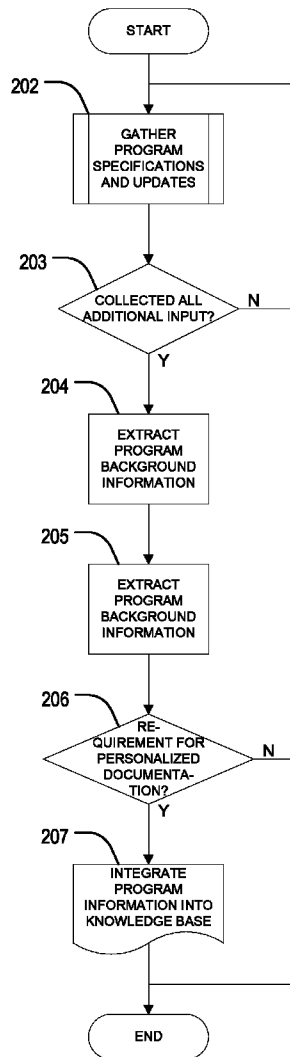 START
202
GATHER
PROGRAM
SPECIFICATIONS
AND UPDATES
203
COLLECTED ALL
ADDITIONAL INPUT?
N
Y
204
EXTRACT
PROGRAM
BACKGROUND
INFORMATION
205
EXTRACT
PROGRAM
BACKGROUND
INFORMATION
206
RE-
QUIREMENT FOR
PERSONALIZED
DOCUMENTA-
TION?
N
Y
207
INTEGRATE
PROGRAM
INFORMATION INTO
KNOWLEDGE BASE
END